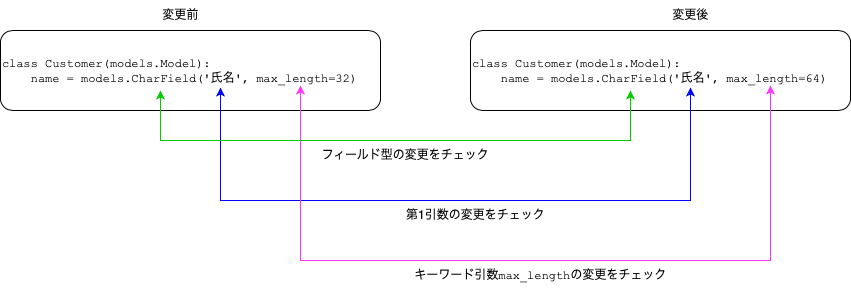 変更前
変更後
class Customer(models.Model):
    name = models.CharField('氏名', max_length=32)
class Customer(models.Model):
    name = models.CharField('氏名', max_length=64)
フィールド型の変更をチェック
第1引数の変更をチェック
キーワード引数max_lengthの変更をチェック